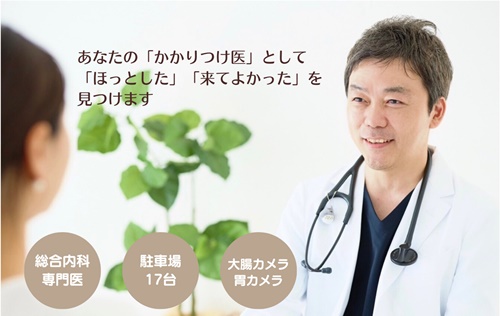 あなたの「かかりつけ医」として
「ほっとした」「来てよかった」を
見つけます
総合内科
専門医
駐車場
17台
大腸カメラ
胃カメラ